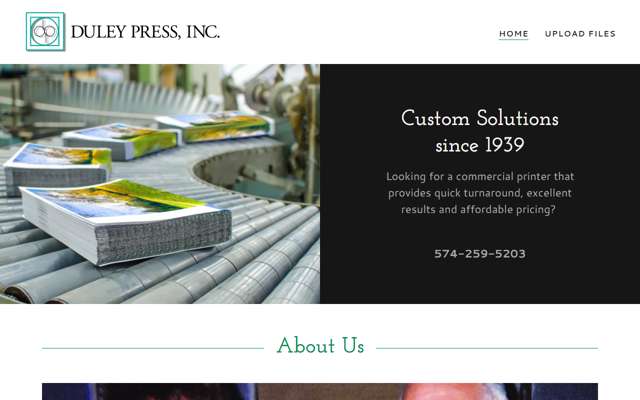 dp DULEY PRESS, INC.
HOME UPLOAD FILES
Custom Solutions
since 1939
Looking for a commercial printer that
provides quick turnaround, excellent
results and affordable pricing?
574-259-5203
About Us